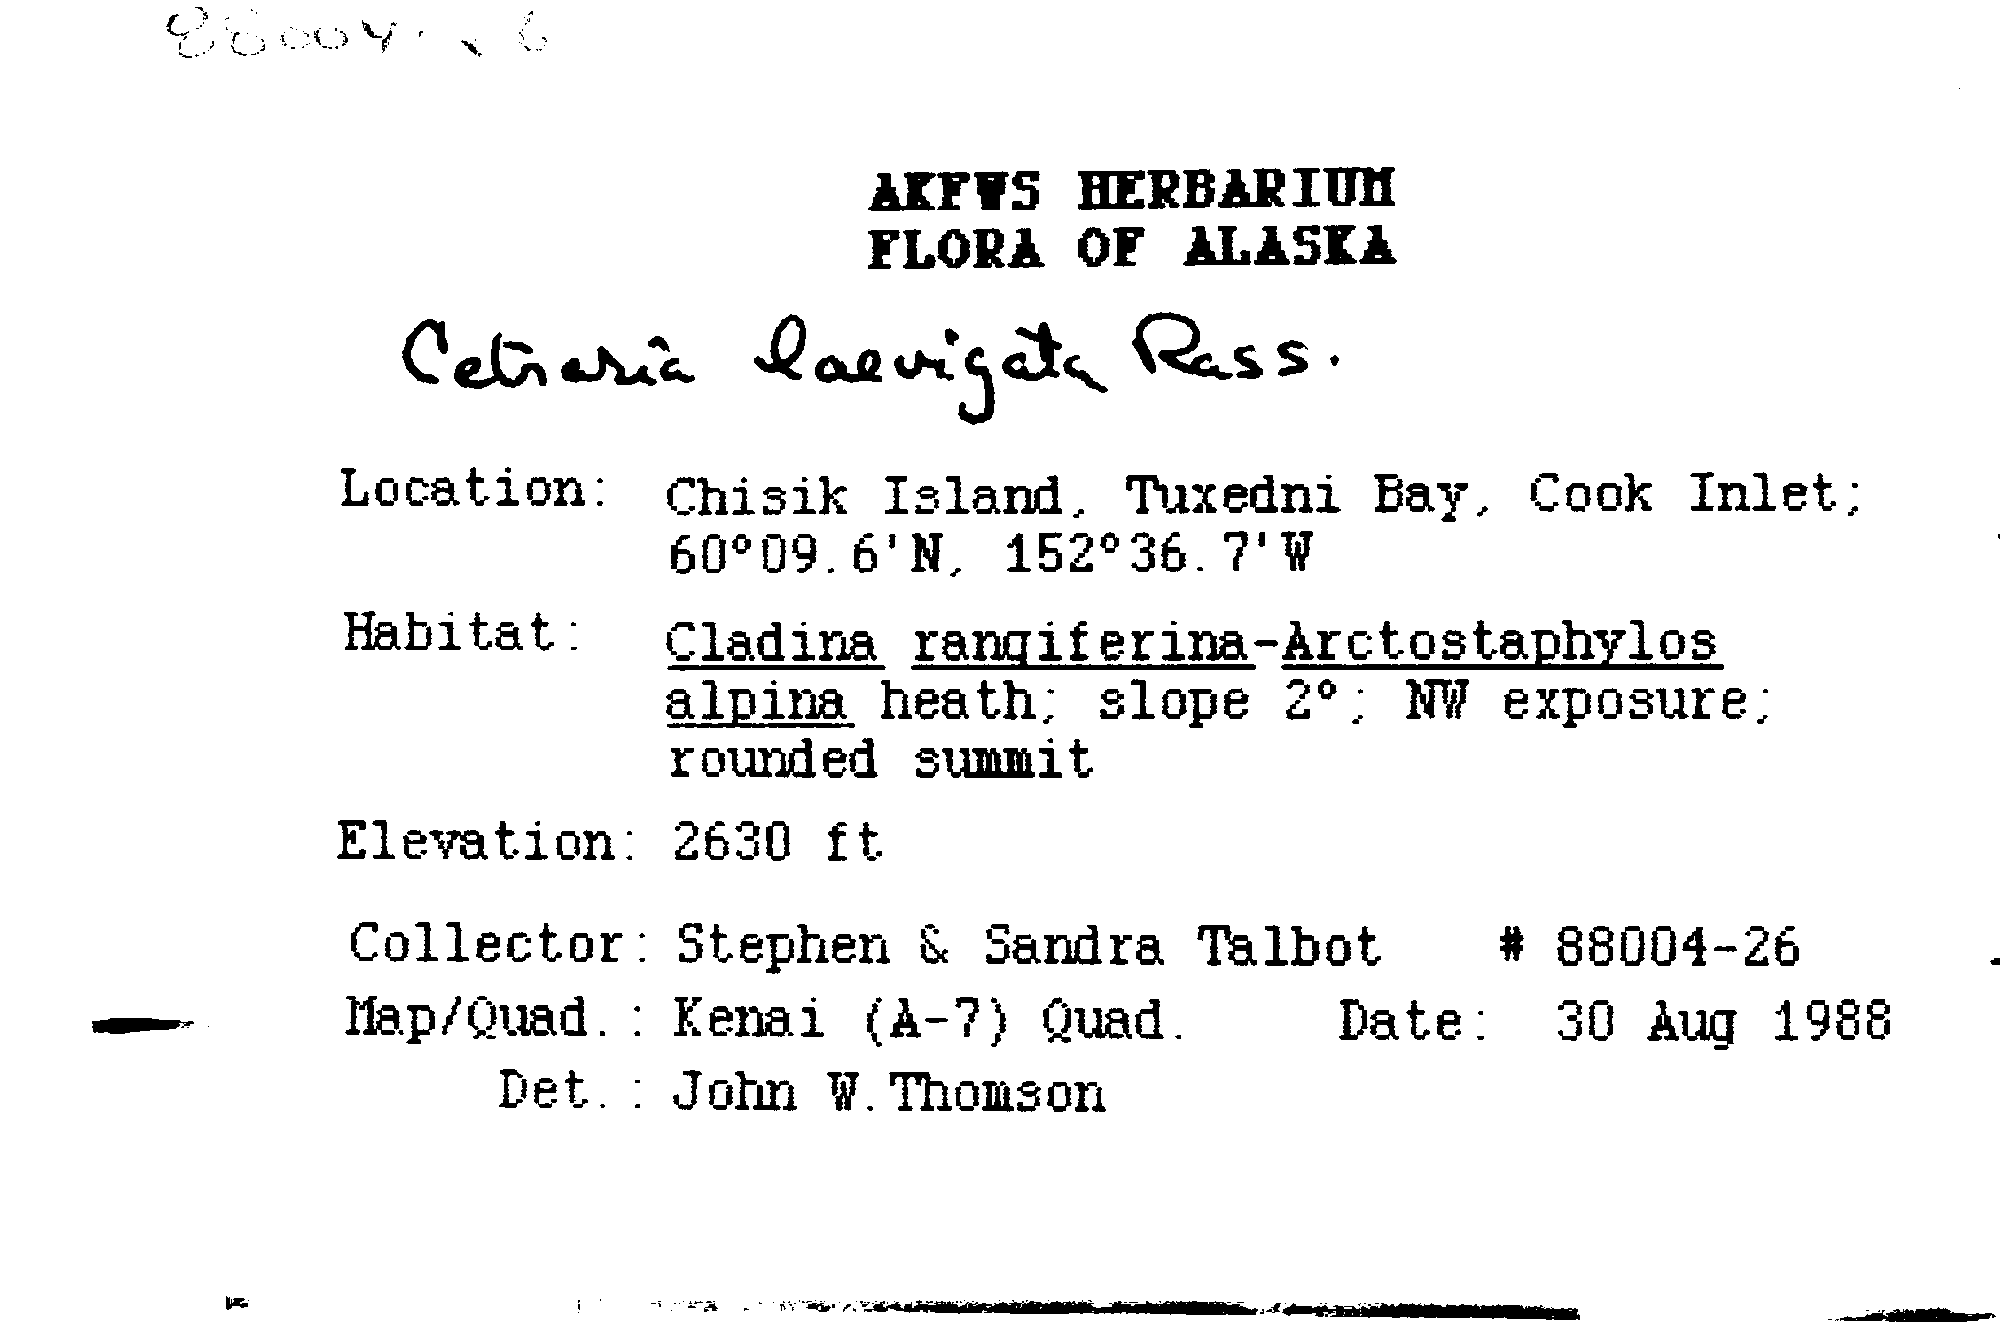 AKFWS HERBARIUM
FLORA OF ALASKA
Cetraria laevigata Rass.
Location: Chisik Island, Tuxedni Bay, Cook Inlet;
60°09.6'N, 152°36.7'W
Habitat: Cladina rangiferina-Arctostaphylos
alpina heath; slope 2°; NW exposure;
rounded summit
Elevation: 2630 ft
Collector: Stephen & Sandra Talbot # 88004-26
Map/Quad.: Kenai (A-7) Quad. Date: 30 Aug 1988
Det.: John W.Thomson